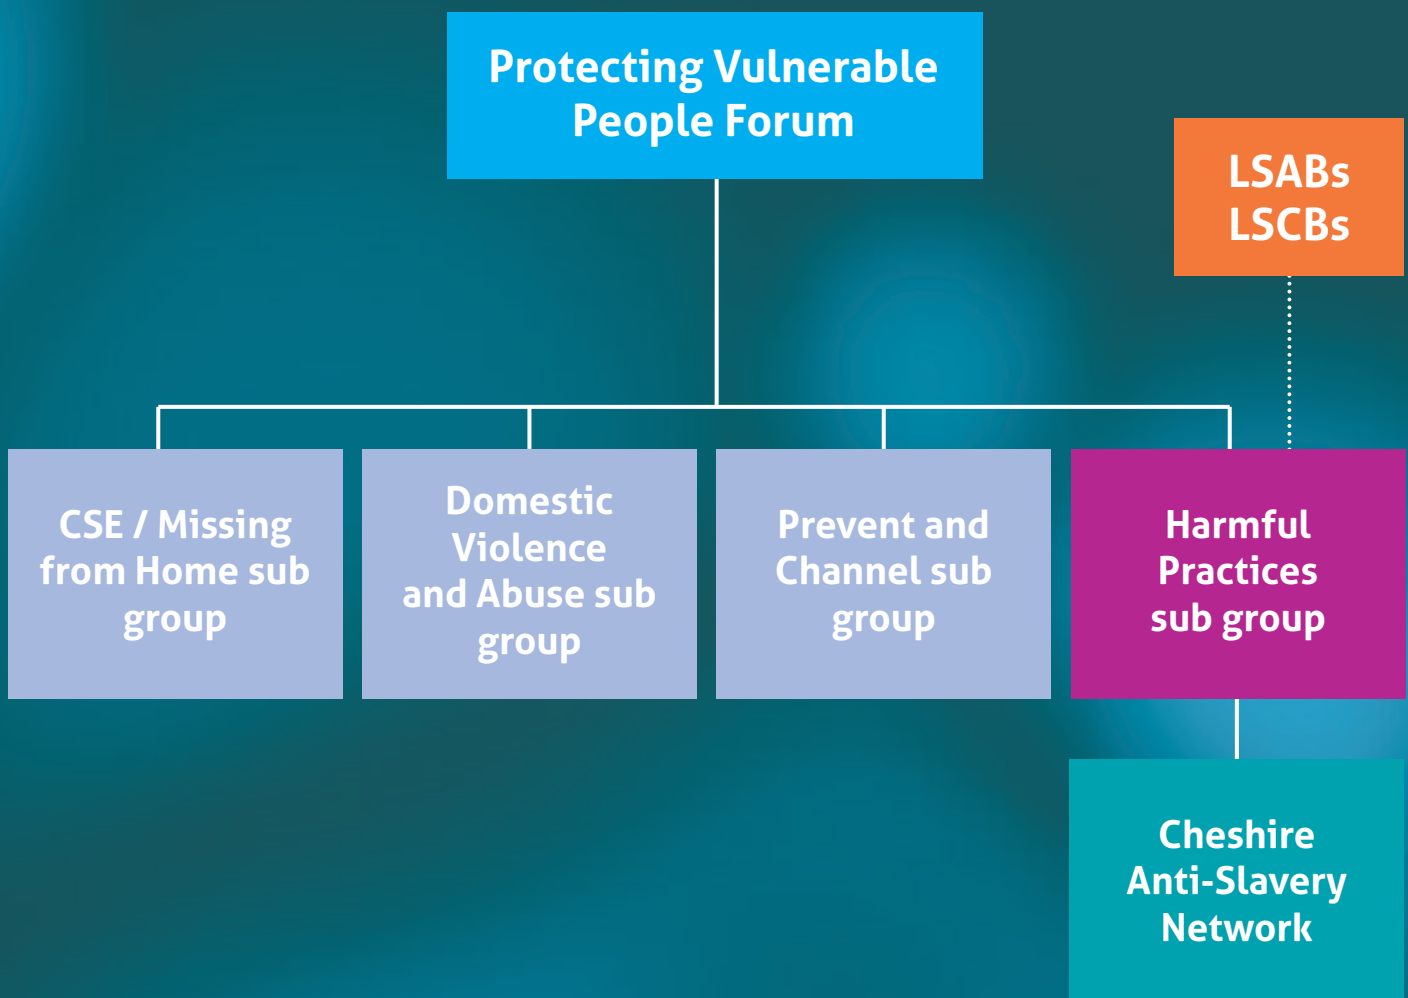 Protecting Vulnerable
People Forum
LSABs
LSCBs
CSE / Missing
from Home sub
group
Domestic
Violence
and Abuse sub
group
Prevent and
Channel sub
group
Harmful
Practices
sub group
Cheshire
Anti-Slavery
Network